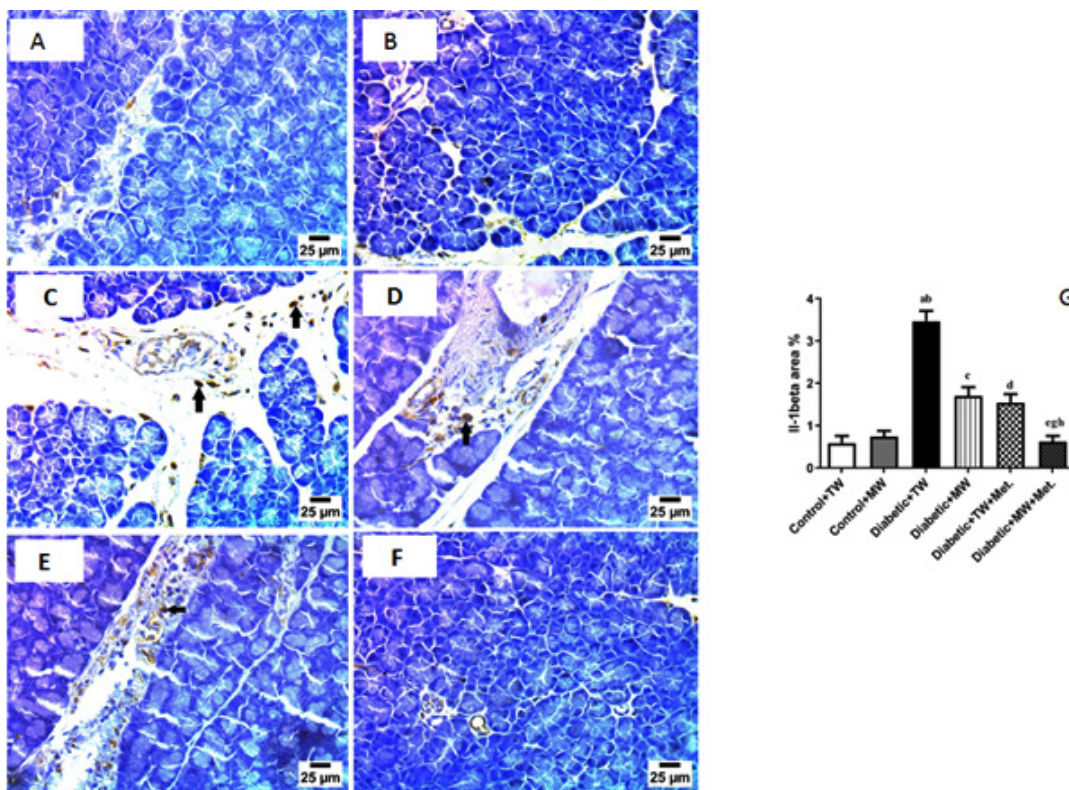 A
25 µm
B
25 µm
C
25 µm
D
25 µm
E
25 µm
F
25 µm
G
Il-1beta area %
4
3
2
1
0
ab
c
d
egh
Control+TW
Control+MW
Diabetic+TW
Diabetic+MW
Diabetic+TW+Met.
Diabetic+MW+Met.